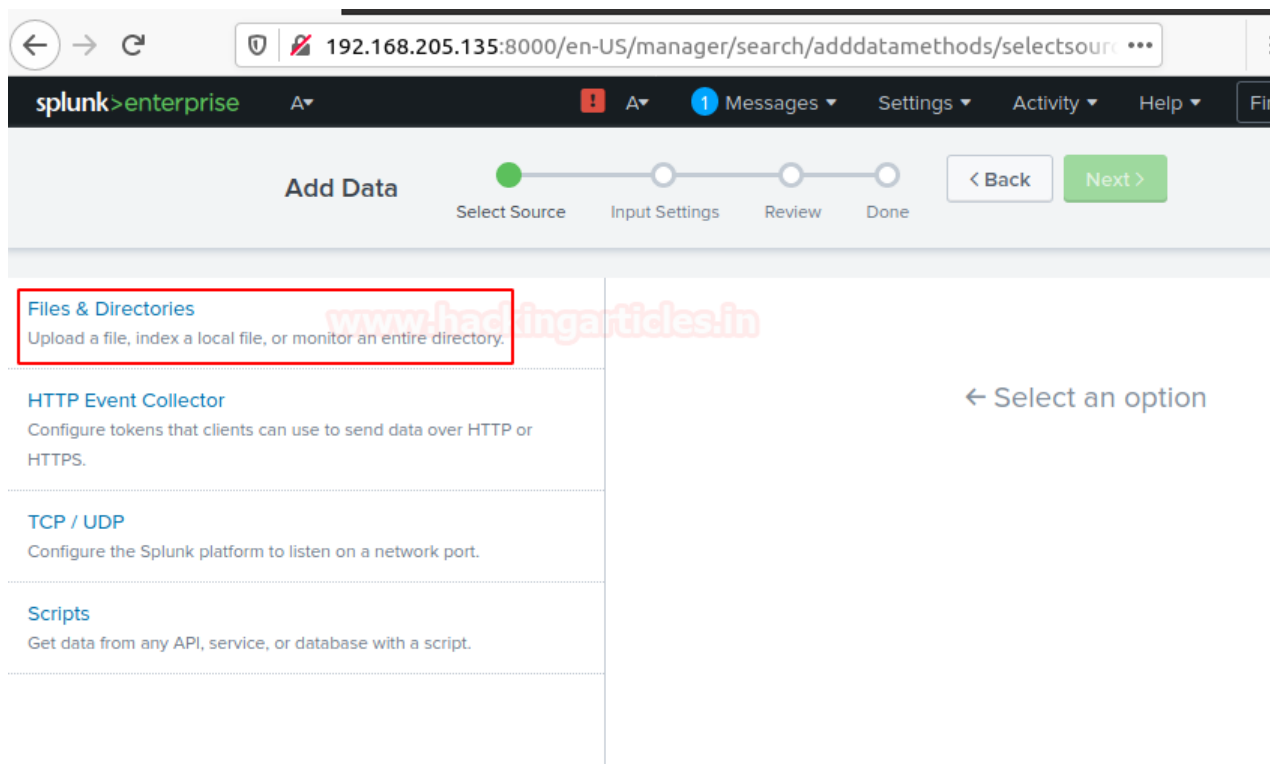 192.168.205.135:8000/en-US/manager/search/adddatamethods/selectsour
splunk>enterprise A ! A 1 Messages Settings Activity Help Fi
Add Data
Select Source Input Settings Review Done
< Back Next >
Files & Directories
Upload a file, index a local file, or monitor an entire directory.
www.hackingarticles.in
HTTP Event Collector
Configure tokens that clients can use to send data over HTTP or
HTTPS.
← Select an option
TCP / UDP
Configure the Splunk platform to listen on a network port.
Scripts
Get data from any API, service, or database with a script.